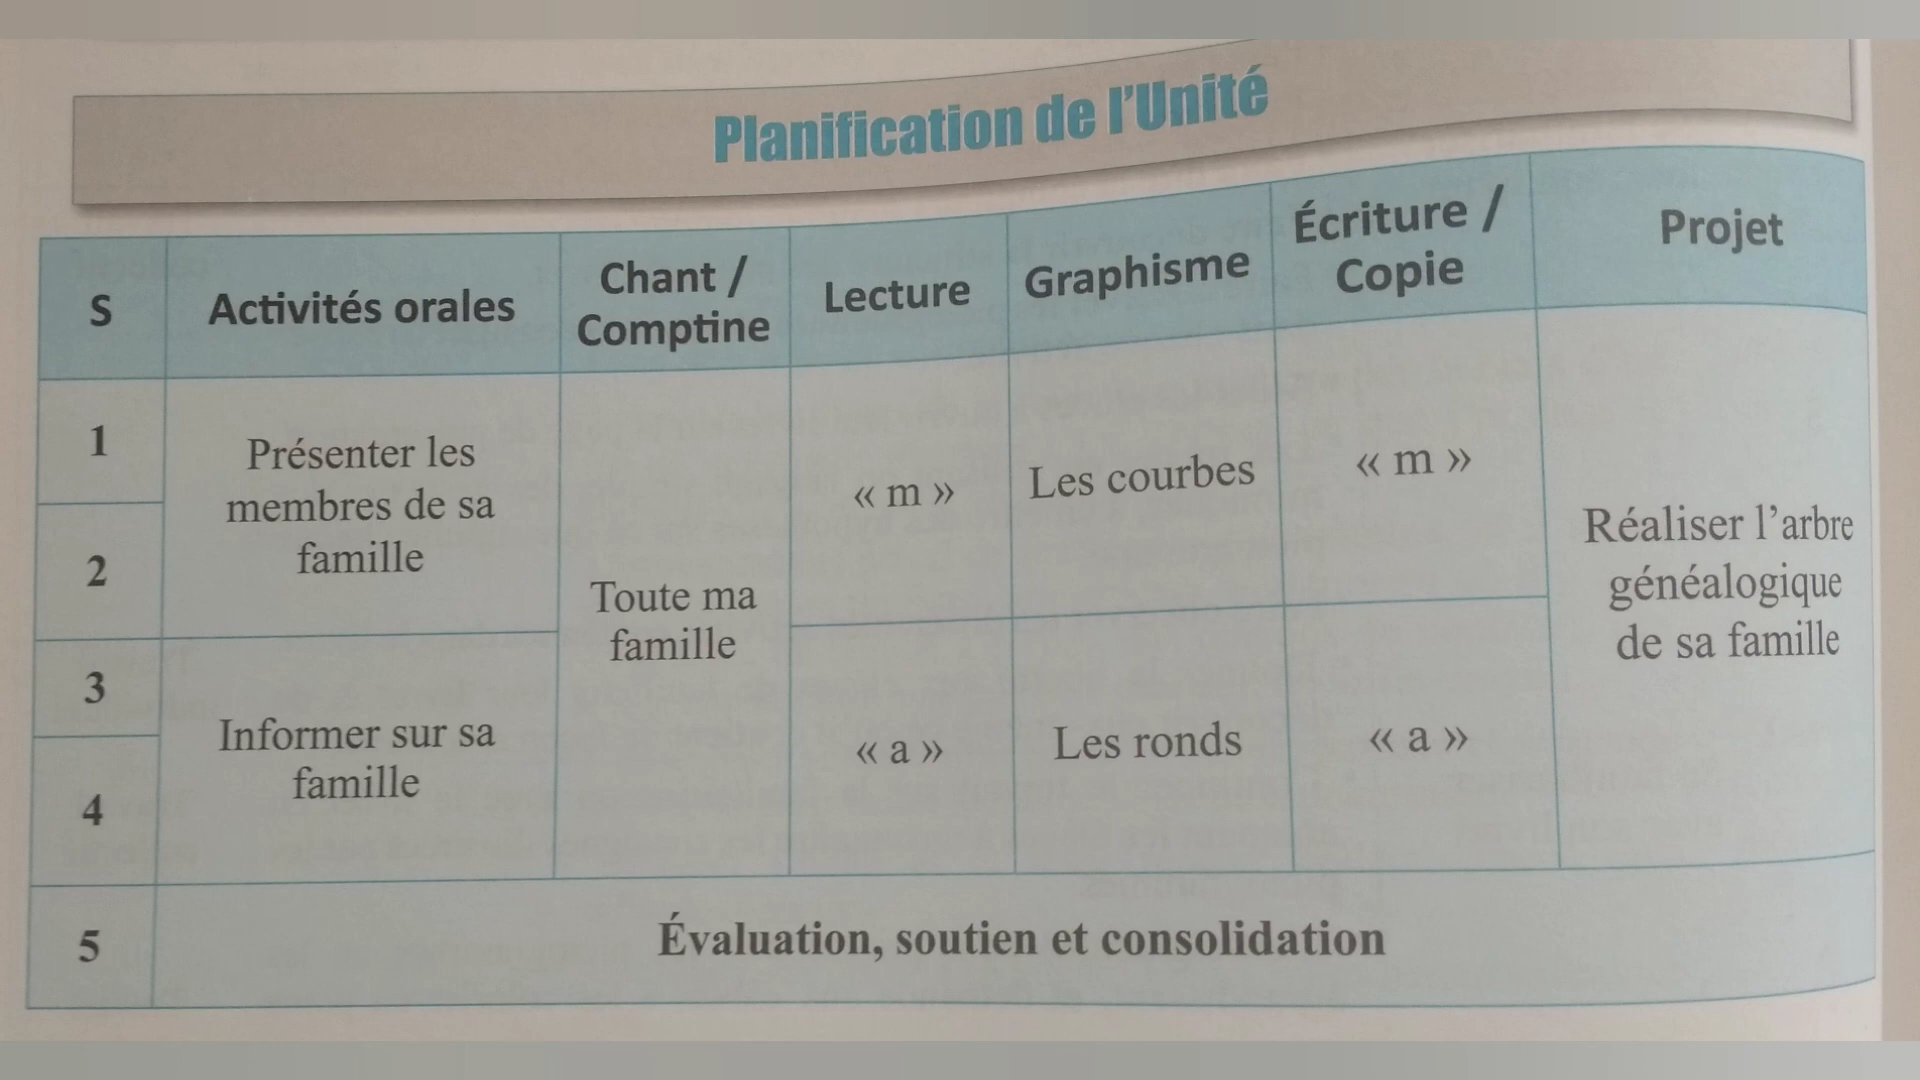 Planification de l'Unité
S
Activités orales
Chant /
Comptine
Lecture
Graphisme
Écriture /
Copie
Projet
1
2
Présenter les
membres de sa
famille
Toute ma
famille
« m »
Les courbes
« m »
Réaliser l'arbre
généalogique
de sa famille
3
4
Informer sur sa
famille
« a »
Les ronds
« a »
5
Évaluation, soutien et consolidation